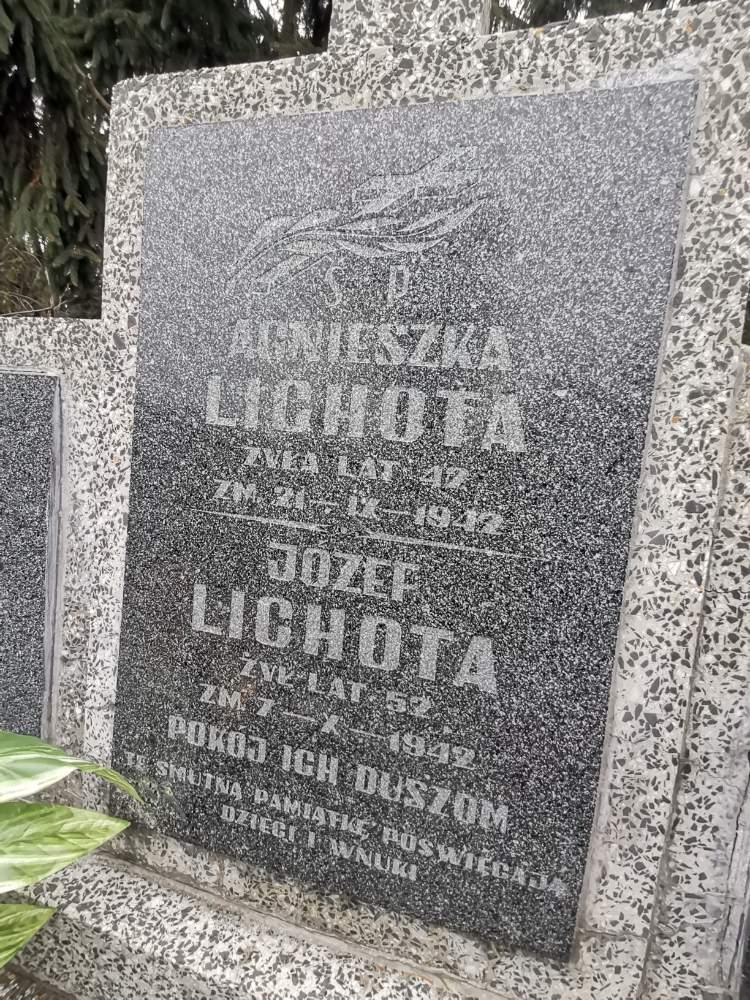 S P
AGNIESZKA
LICHOTA
ŻYŁA LAT 47
ZM. 21 — IX — 1942
JÓZEF
LICHOTA
ŻYŁ LAT 52
ZM 7 — X — 1942
POKÓJ ICH DUSZOM
TĘ SMUTNĄ PAMIĄTKĘ POŚWIĘCAJĄ
DZIECI I WNUKI